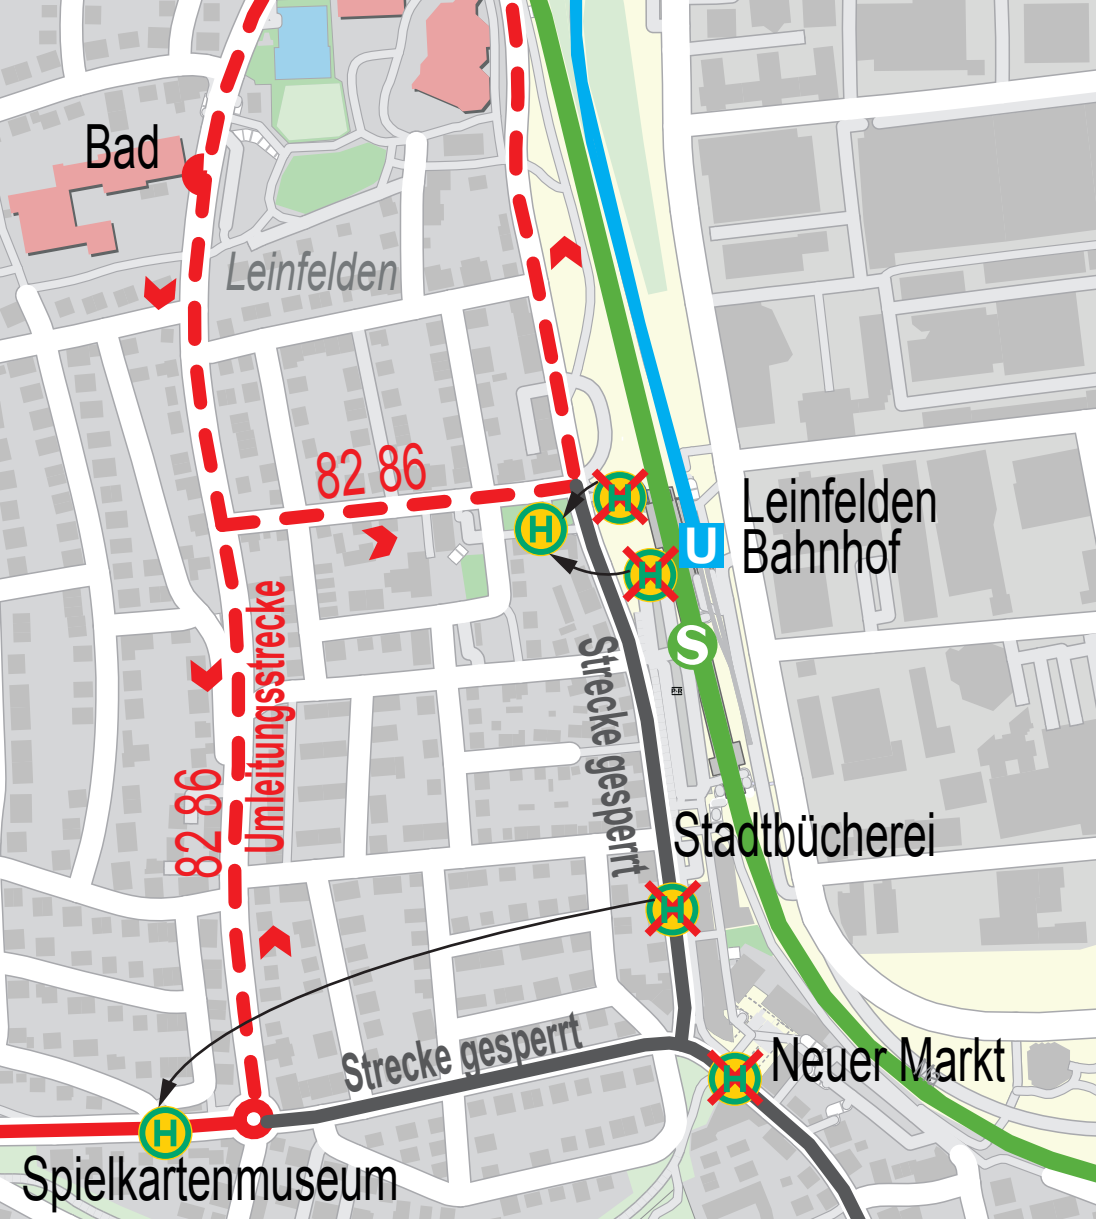 Bad
Leinfelden
82 86
H
H
Leinfelden
Bahnhof
U
H
S
Strecke gesperrt
P+R
Umleitungsstrecke
82 86
Stadtbücherei
H
Strecke gesperrt
Neuer Markt
H
H
Spielkartenmuseum